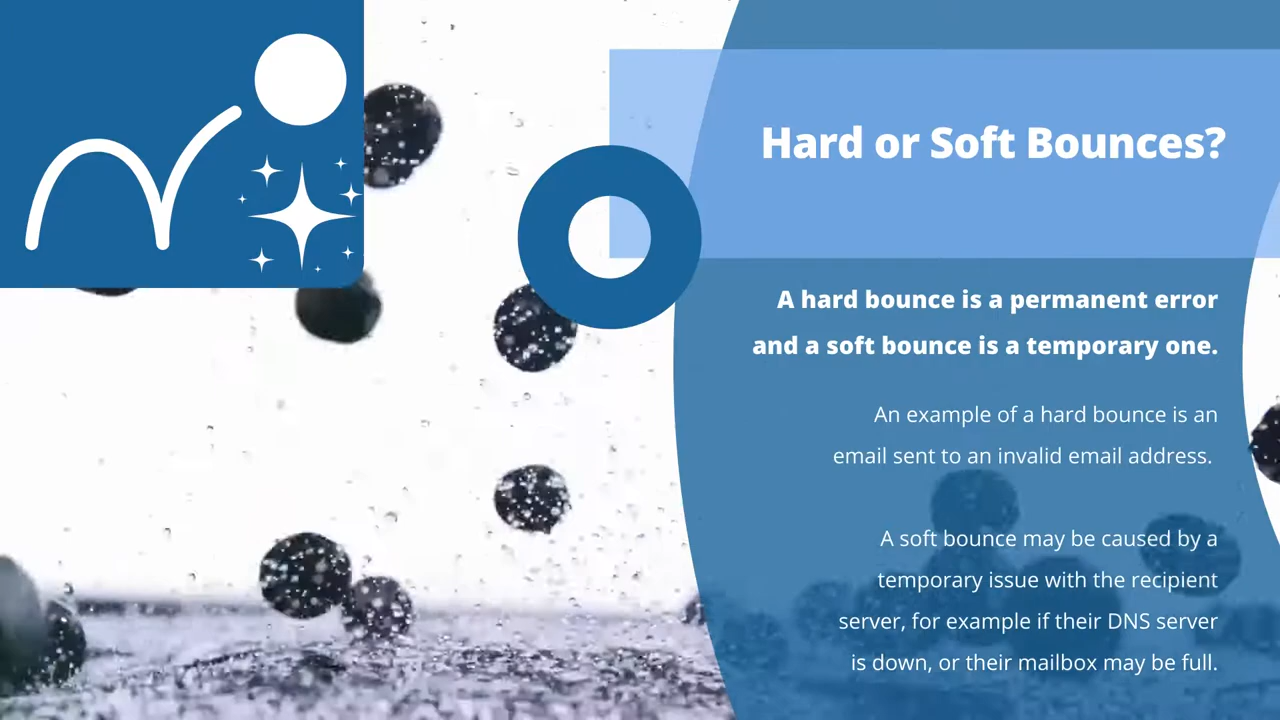 Hard or Soft Bounces?
A hard bounce is a permanent error
and a soft bounce is a temporary one.
An example of a hard bounce is an
email sent to an invalid email address.
A soft bounce may be caused by a
temporary issue with the recipient
server, for example if their DNS server
is down, or their mailbox may be full.